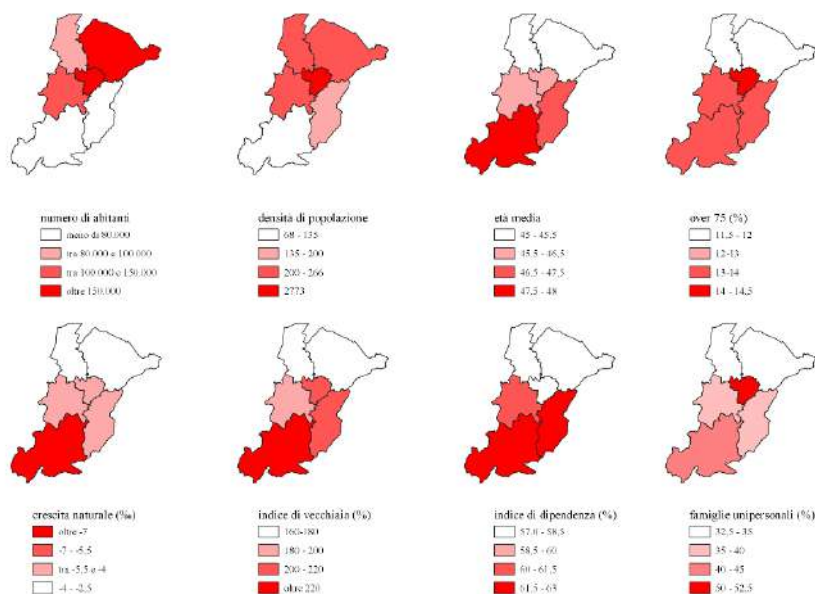 numero di abitanti
meno di 80.000
tra 80.000 e 100.000
tra 100.000 e 150.000
oltre 150.000
densità di popolazione
68 - 135
135 - 200
200 - 266
2773
età media
45 - 45,5
45,5 - 46,5
46,5 - 47,5
47,5 - 48
over 75 (%)
11,5 - 12
12-13
13-14
14 - 14,5
crescita naturale (‰)
oltre -7
-7 - -5,5
tra -5,5 e -4
-4 - -2,5
indice di vecchiaia (%)
160-180
180 - 200
200 - 220
oltre 220
indice di dipendenza (%)
57,6 - 58,5
58,5 - 60
60 - 61,5
61,5 - 63
famiglie unipersonali (%)
32,5 - 35
35 - 40
40 - 45
50 - 52,5